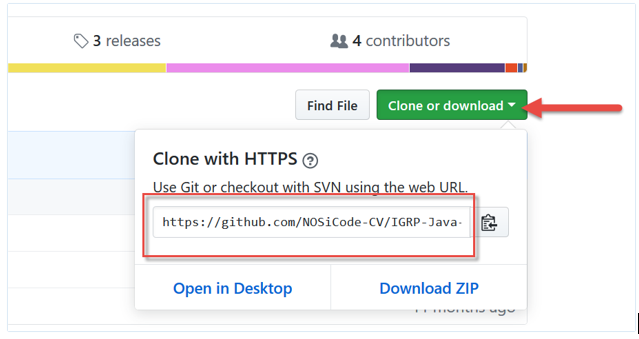 3 releases
4 contributors
Find File
Clone or download
Clone with HTTPS ?
Use Git or checkout with SVN using the web URL.
https://github.com/NOSiCode-CV/IGRP-Java-
Open in Desktop
Download ZIP
months ago